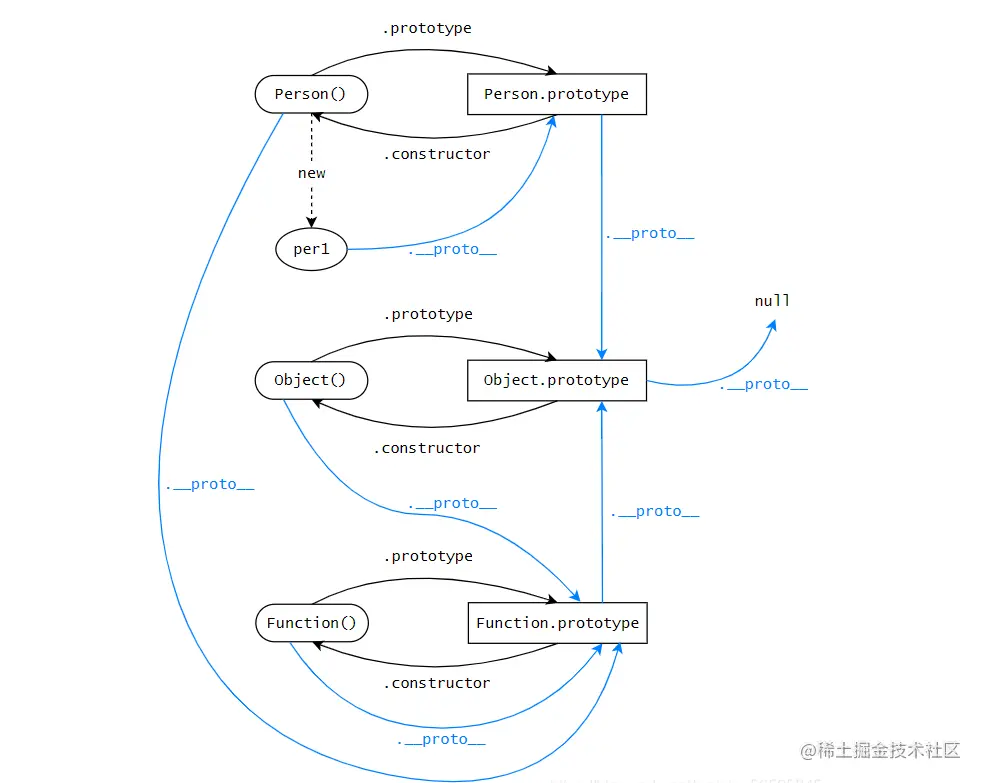 .prototype
Person()
Person.prototype
.constructor
new
per1
.__proto__
.__proto__
null
.prototype
Object()
Object.prototype
.__proto__
.constructor
.__proto__
.__proto__
.__proto__
.prototype
Function()
Function.prototype
.constructor
.__proto__
@稀土掘金技术社区